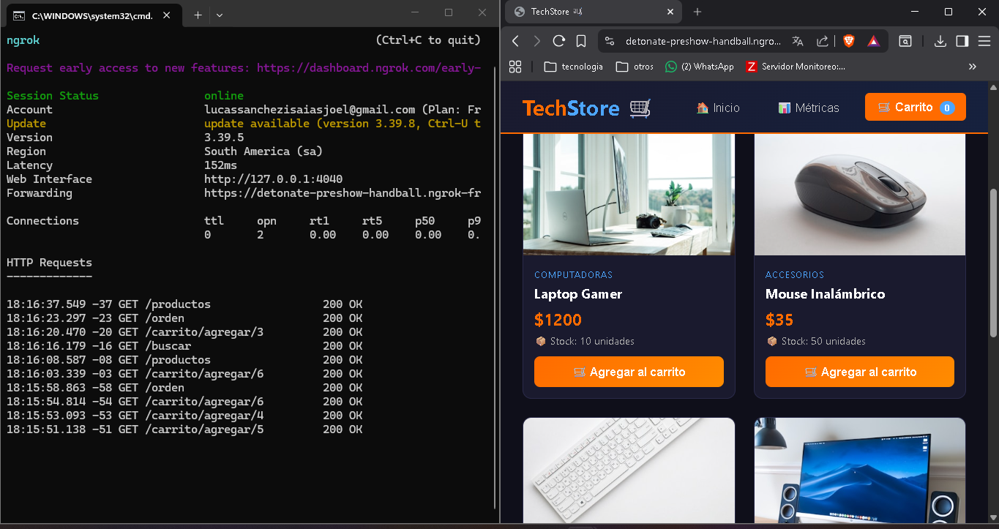 C:\WINDOWS\system32\cmd.
ngrok (Ctrl+C to quit)
Request early access to new features: https://dashboard.ngrok.com/early-
Session Status online
Account lucassanchezisaiasjoel@gmail.com (Plan: Fr
Update update available (version 3.39.8, Ctrl-U t
Version 3.39.5
Region South America (sa)
Latency 152ms
Web Interface http://127.0.0.1:4040
Forwarding https://detonate-preshow-handball.ngrok-fr
Connections ttl opn rt1 rt5 p50 p9
0 2 0.00 0.00 0.00 0.
HTTP Requests
-------------
18:16:37.549 -37 GET /productos 200 OK
18:16:23.297 -23 GET /orden 200 OK
18:16:20.470 -20 GET /carrito/agregar/3 200 OK
18:16:16.179 -16 GET /buscar 200 OK
18:16:08.587 -08 GET /productos 200 OK
18:16:03.339 -03 GET /carrito/agregar/6 200 OK
18:15:58.863 -58 GET /orden 200 OK
18:15:54.814 -54 GET /carrito/agregar/6 200 OK
18:15:53.093 -53 GET /carrito/agregar/4 200 OK
18:15:51.138 -51 GET /carrito/agregar/5 200 OK
TechStore 🛒
detonate-preshow-handball.ngro...
tecnologia
otros
(2) WhatsApp
Z Servidor Monitoreo:...
TechStore 🛒
🏠 Inicio
📊 Métricas
🛒 Carrito 0
COMPUTADORAS
Laptop Gamer
$1200
📦 Stock: 10 unidades
🛒 Agregar al carrito
ACCESORIOS
Mouse Inalámbrico
$35
📦 Stock: 50 unidades
🛒 Agregar al carrito